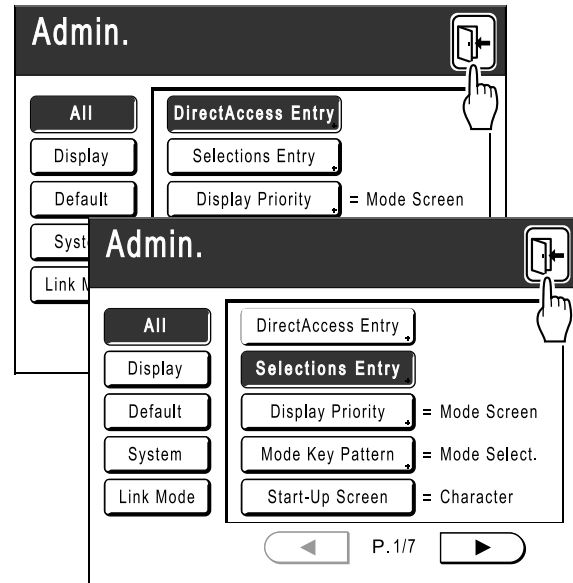 Admin.
All
DirectAccess Entry
Display
Selections Entry
Default
Display Priority = Mode Screen
Syst
Link M
Admin.
All
DirectAccess Entry
Display
Selections Entry
Default
Display Priority = Mode Screen
System
Mode Key Pattern = Mode Select.
Link Mode
Start-Up Screen = Character
◄ P.1/7 ►